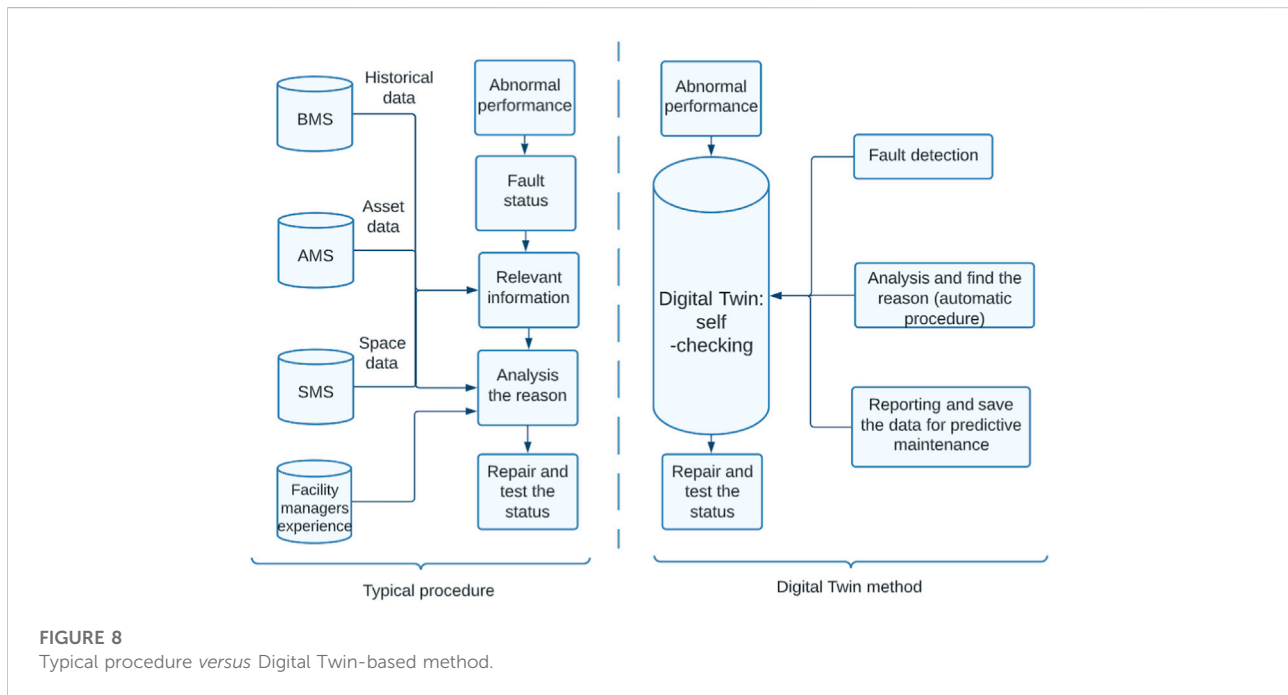 Historical
data
BMS
Asset
data
AMS
Space
data
SMS
Facility
managers
experience
Abnormal
performance
Fault
status
Relevant
information
Analysis
the reason
Repair and
test the
status
Typical procedure
Abnormal
performance
Digital Twin:
self
-checking
Repair and
test the
status
Fault detection
Analysis and find the
reason (automatic
procedure)
Reporting and save
the data for predictive
maintenance
Digital Twin method
FIGURE 8
Typical procedure versus Digital Twin-based method.